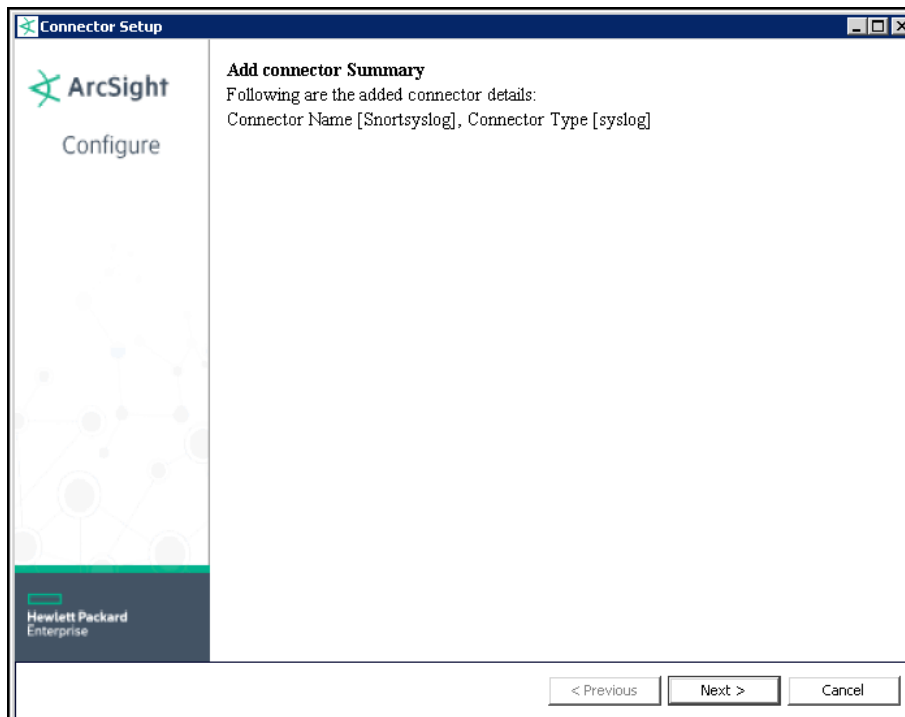 Connector Setup
ArcSight
Configure
Add connector Summary
Following are the added connector details:
Connector Name [Snortsyslog], Connector Type [syslog]
Hewlett Packard
Enterprise
< Previous
Next >
Cancel